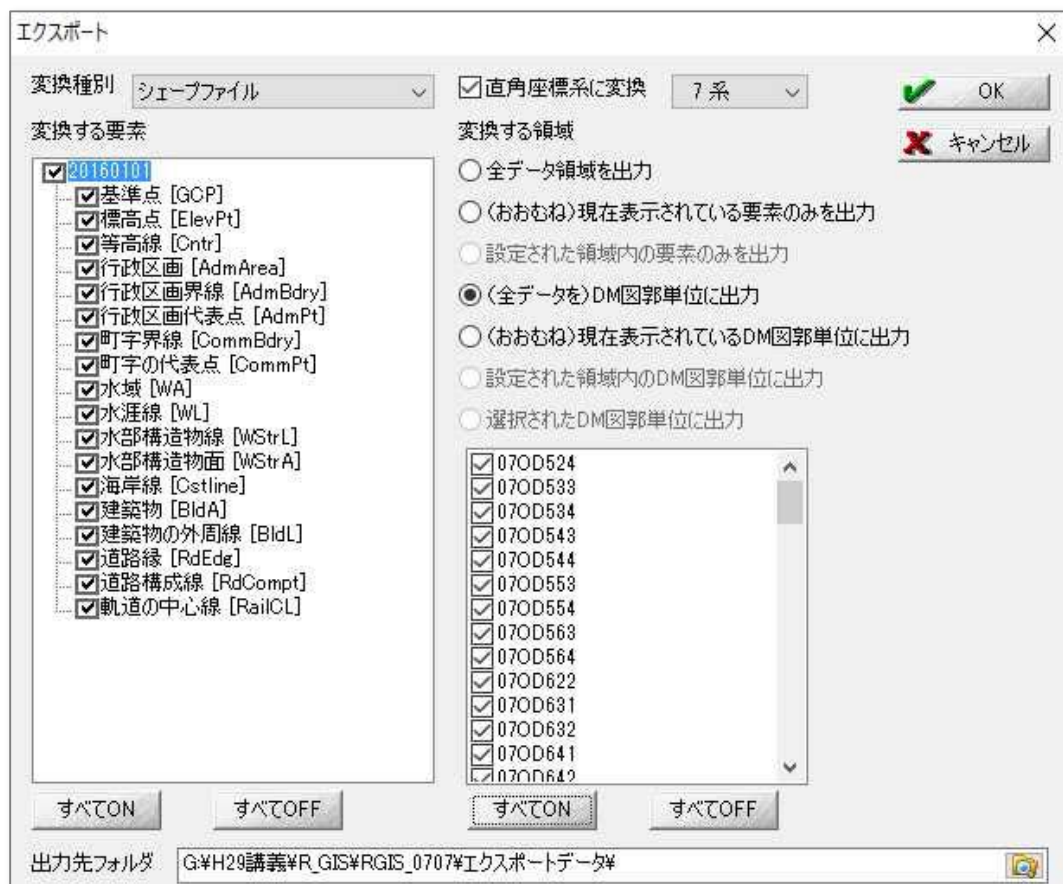 エクスポート
変換種別 シェープファイル
直角座標系に変換 7 系
OK
キャンセル
変換する要素
20160101
基準点 [GCP]
標高点 [ElevPt]
等高線 [Cntr]
行政区画 [AdmArea]
行政区画界線 [AdmBdry]
行政区画代表点 [AdmPt]
町字界線 [CommBdry]
町字の代表点 [CommPt]
水域 [WA]
水涯線 [WL]
水部構造物線 [WStrL]
水部構造物面 [WStrA]
海岸線 [Cstline]
建築物 [BldA]
建築物の外周線 [BldL]
道路縁 [RdEdg]
道路構成線 [RdCompt]
軌道の中心線 [RailCL]
すべてON
すべてOFF
変換する領域
全データ領域を出力
(おおむね)現在表示されている要素のみを出力
設定された領域内の要素のみを出力
(全データを)DM図郭単位に出力
(おおむね)現在表示されているDM図郭単位に出力
設定された領域内のDM図郭単位に出力
選択されたDM図郭単位に出力
07OD524
07OD533
07OD534
07OD543
07OD544
07OD553
07OD554
07OD563
07OD564
07OD622
07OD631
07OD632
07OD641
07OD642
すべてON
すべてOFF
出力先フォルダ G:¥H29講義¥R_GIS¥RGIS_0707¥エクスポートデータ¥